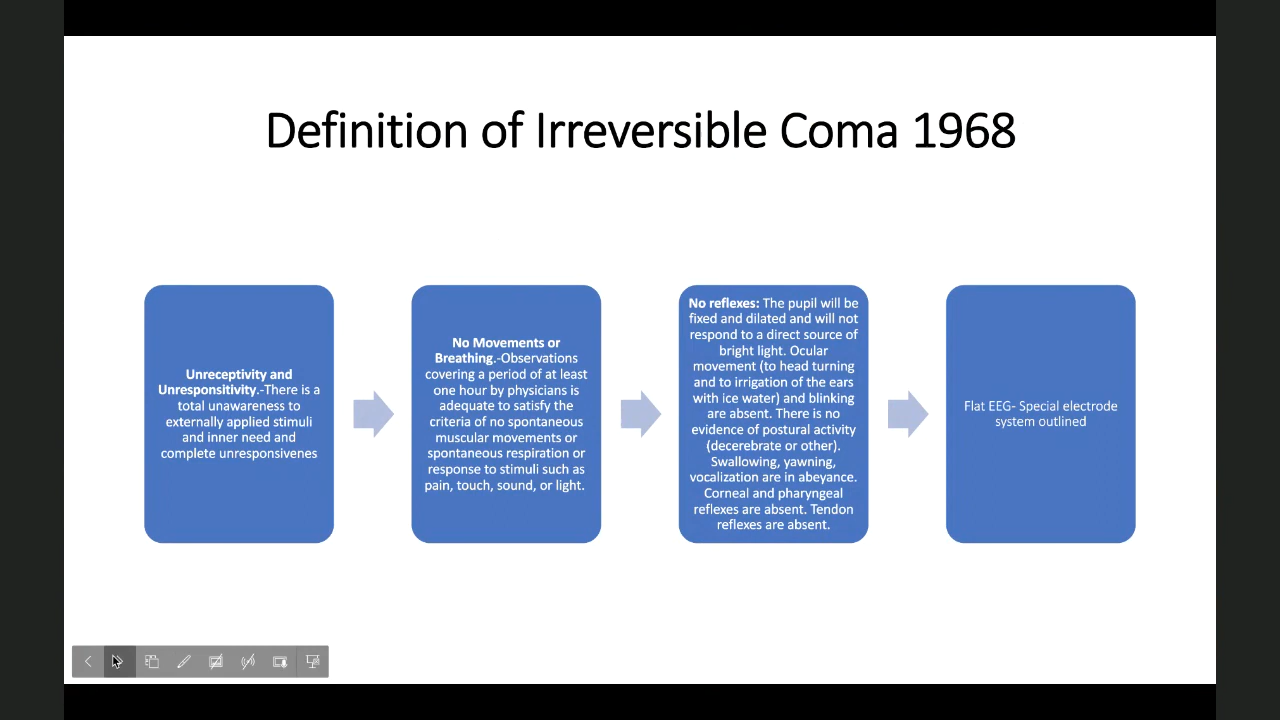 Definition of Irreversible Coma 1968
Unreceptivity and
Unresponsitivity.-There is a
total unawareness to
externally applied stimuli
and inner need and
complete unresponsivenes
No Movements or
Breathing.-Observations
covering a period of at least
one hour by physicians is
adequate to satisfy the
criteria of no spontaneous
muscular movements or
spontaneous respiration or
response to stimuli such as
pain, touch, sound, or light.
No reflexes: The pupil will be
fixed and dilated and will not
respond to a direct source of
bright light. Ocular
movement (to head turning
and to irrigation of the ears
with ice water) and blinking
are absent. There is no
evidence of postural activity
(decerebrate or other).
Swallowing, yawning,
vocalization are in abeyance.
Corneal and pharyngeal
reflexes are absent. Tendon
reflexes are absent.
Flat EEG- Special electrode
system outlined